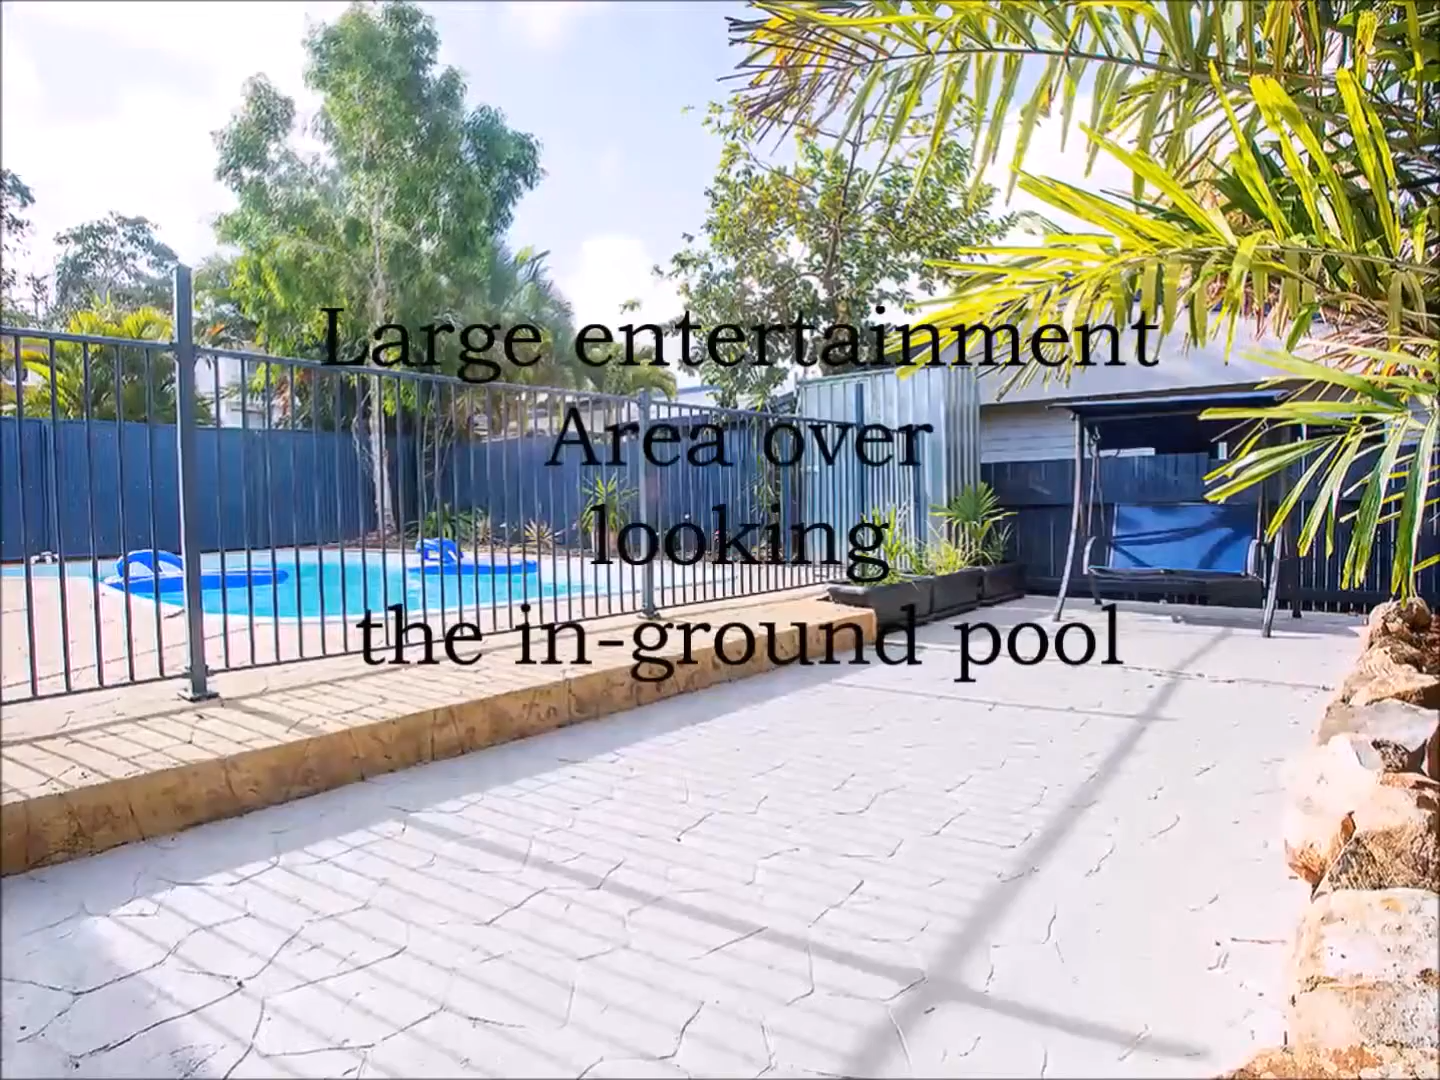 Large entertainment
Area over
looking
the in-ground pool